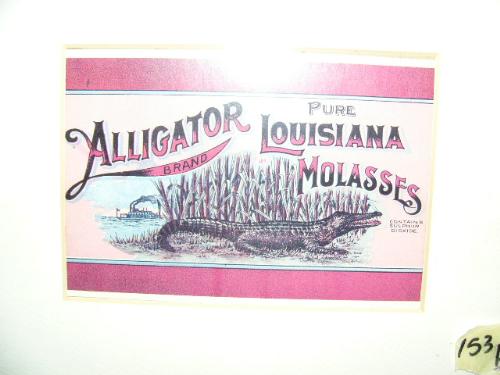 ALLIGATOR
BRAND
PURE
LOUISIANA
MOLASSES
CONTAINS
SULPHUR
DIOXIDE
153